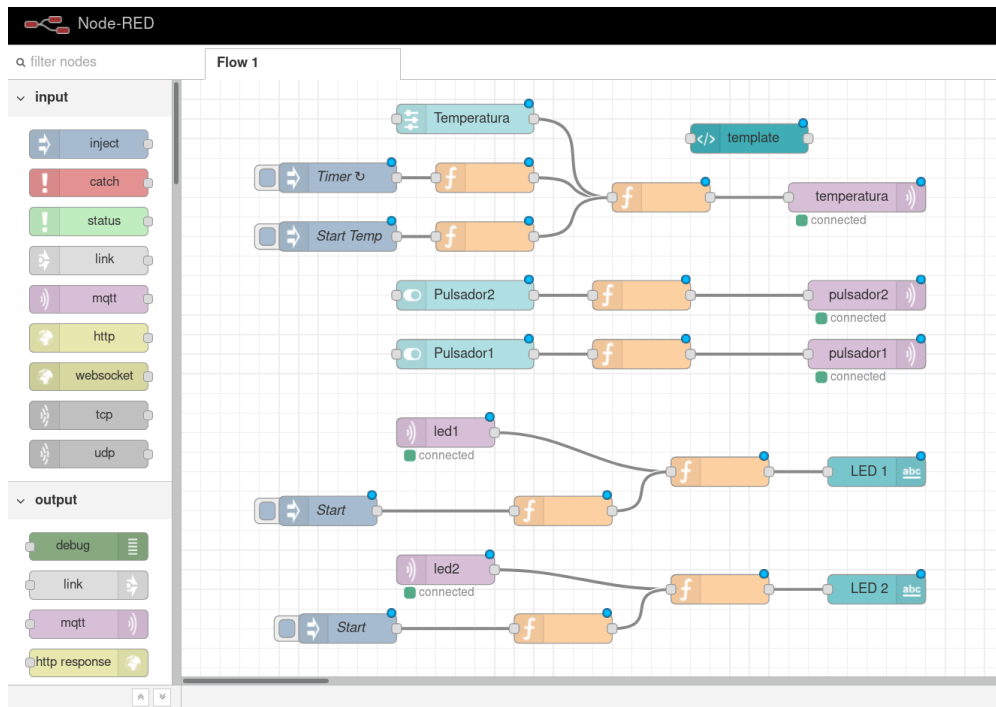 Node-RED
filter nodes
Flow 1
input
inject
catch
status
link
mqtt
http
websocket
tcp
udp
output
debug
link
mqtt
http response
Temperatura
template
Timer ↻
temperatura
connected
Start Temp
Pulsador2
pulsador2
connected
Pulsador1
pulsador1
connected
led1
connected
LED 1
abc
Start
led2
connected
LED 2
abc
Start